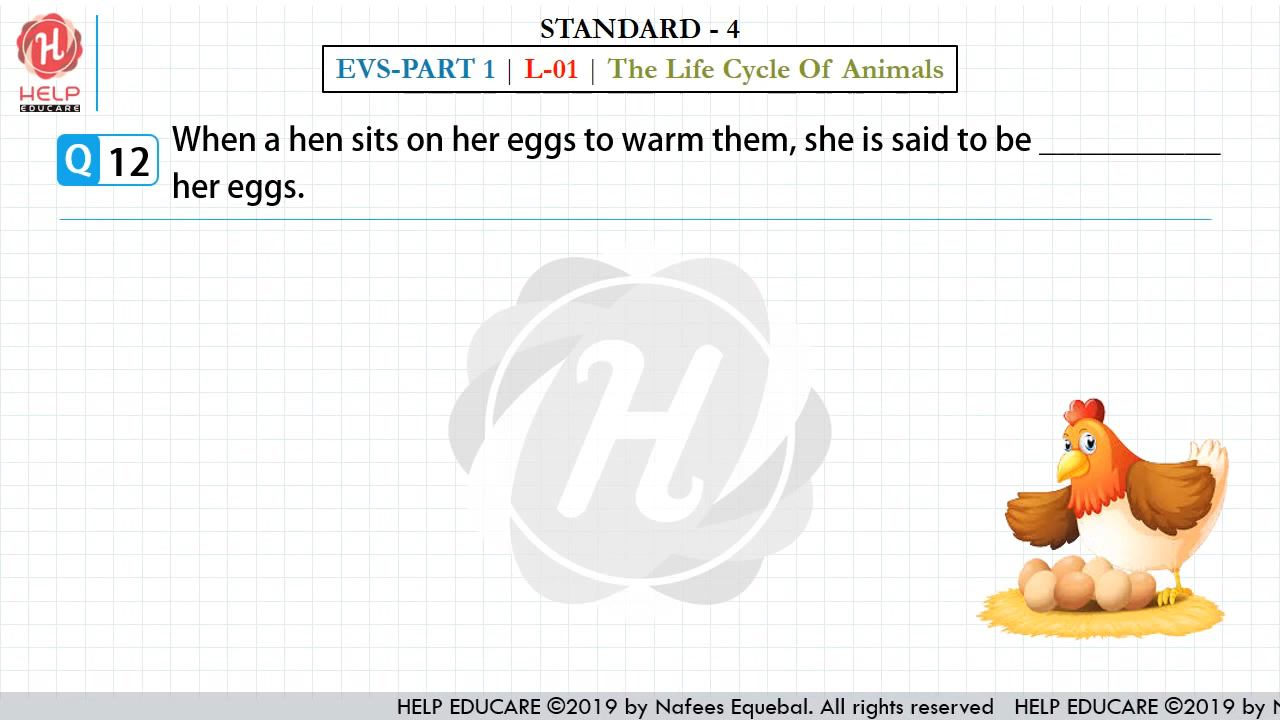 H
HELP
EDUCARE
STANDARD - 4
EVS-PART 1 | L-01 | The Life Cycle Of Animals
Q 12
When a hen sits on her eggs to warm them, she is said to be __________
her eggs.
H
HELP EDUCARE ©2019 by Nafees Equebal. All rights reserved HELP EDUCARE ©2019 by N